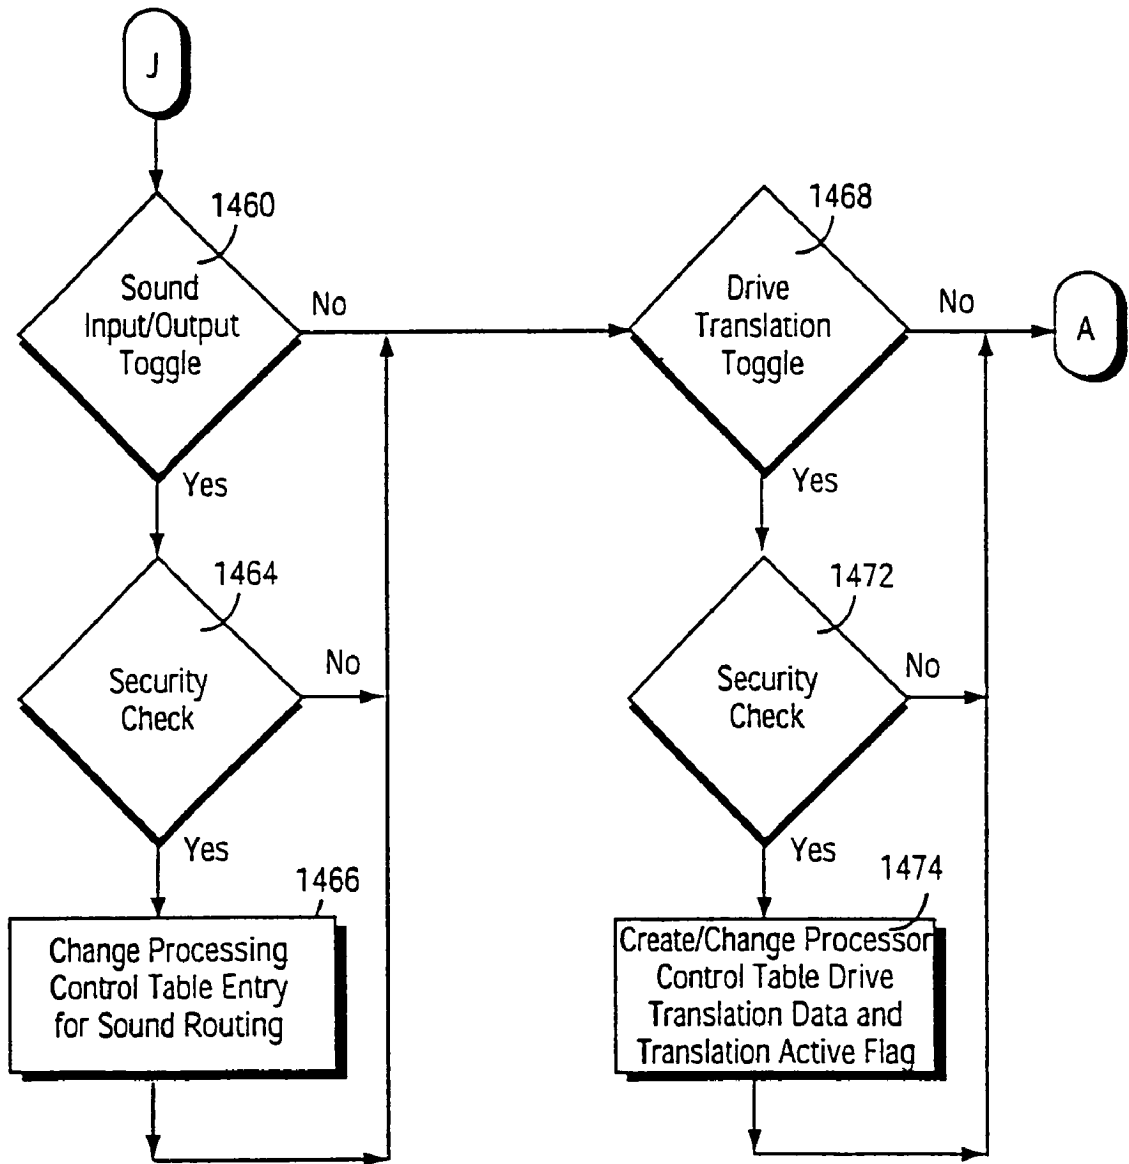 J
1460
Sound
Input/Output
Toggle
No
Yes
1464
Security
Check
No
Yes
1466
Change Processing
Control Table Entry
for Sound Routing
1468
Drive
Translation
Toggle
No
A
Yes
1472
Security
Check
No
Yes
1474
Create/Change Processor
Control Table Drive
Translation Data and
Translation Active Flag